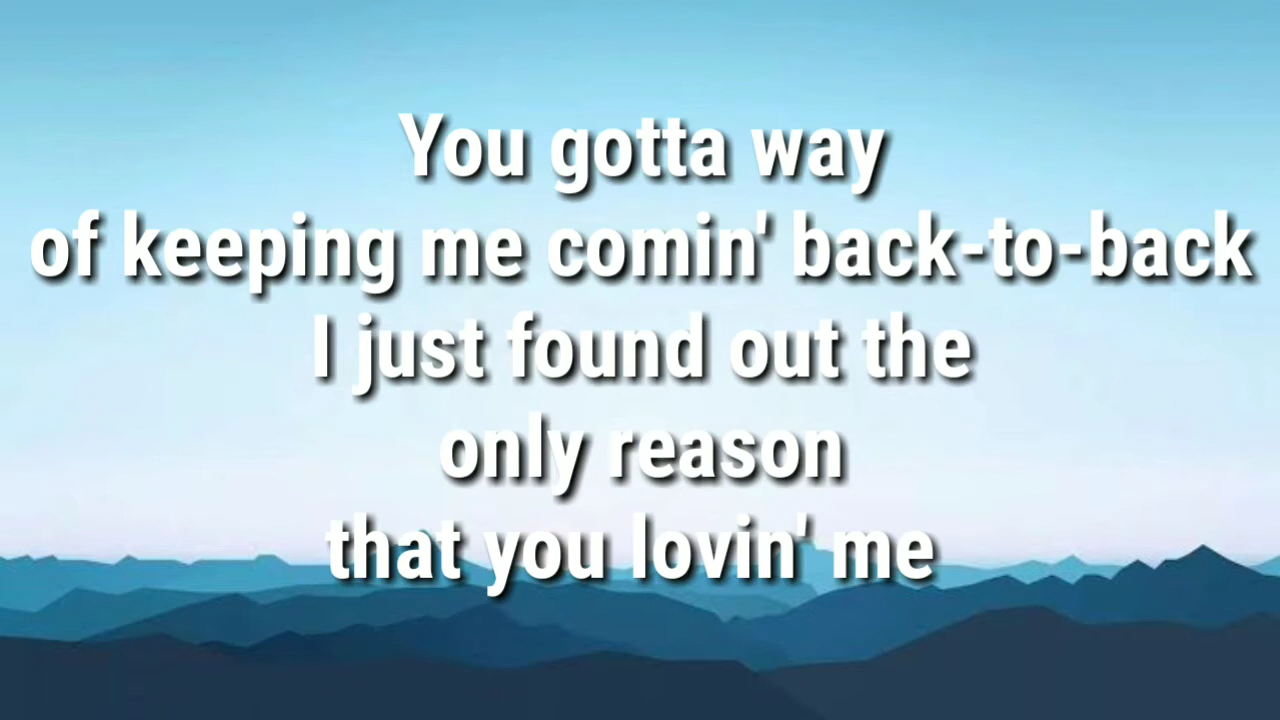 You gotta way
of keeping me comin' back-to-back
I just found out the
only reason
that you lovin' me